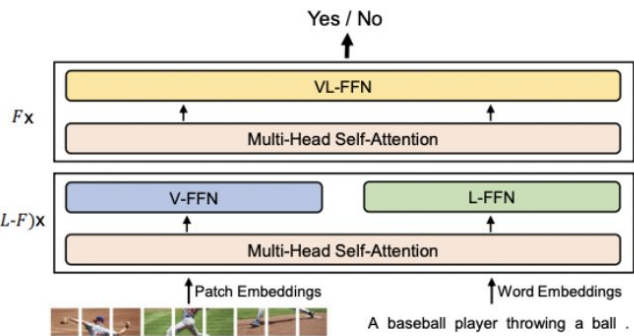 Yes / No
VL-FFN
Fx
Multi-Head Self-Attention
V-FFN
L-FFN
L-F)x
Multi-Head Self-Attention
Patch Embeddings
Word Embeddings
A baseball player throwing a ball .